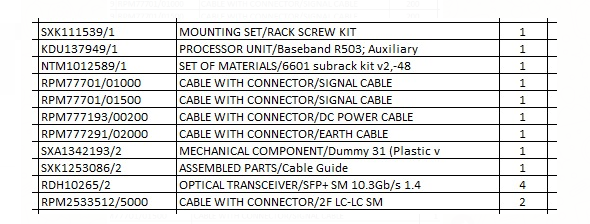 SXK111539/1 MOUNTING SET/RACK SCREW KIT 1
KDU137949/1 PROCESSOR UNIT/Baseband R503; Auxiliary 1
NTM1012589/1 SET OF MATERIALS/6601 subrack kit v2,-48 1
RPM77701/01000 CABLE WITH CONNECTOR/SIGNAL CABLE 1
RPM77701/01500 CABLE WITH CONNECTOR/SIGNAL CABLE 1
RPM777193/00200 CABLE WITH CONNECTOR/DC POWER CABLE 1
RPM777291/02000 CABLE WITH CONNECTOR/EARTH CABLE 1
SXA1342193/2 MECHANICAL COMPONENT/Dummy 31 (Plastic v 1
SXK1253086/2 ASSEMBLED PARTS/Cable Guide 1
RDH10265/2 OPTICAL TRANSCEIVER/SFP+ SM 10.3Gb/s 1.4 4
RPM2533512/5000 CABLE WITH CONNECTOR/2F LC-LC SM 2